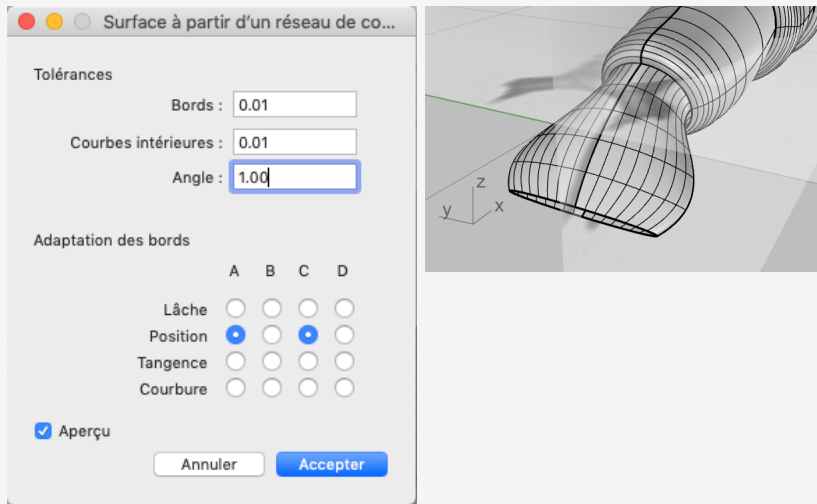 Surface à partir d'un réseau de co...
Tolérances
Bords : 0.01
Courbes intérieures : 0.01
Angle : 1.00
Adaptation des bords
A B C D
Lâche
Position
Tangence
Courbure
Aperçu
Annuler Accepter
z
y x